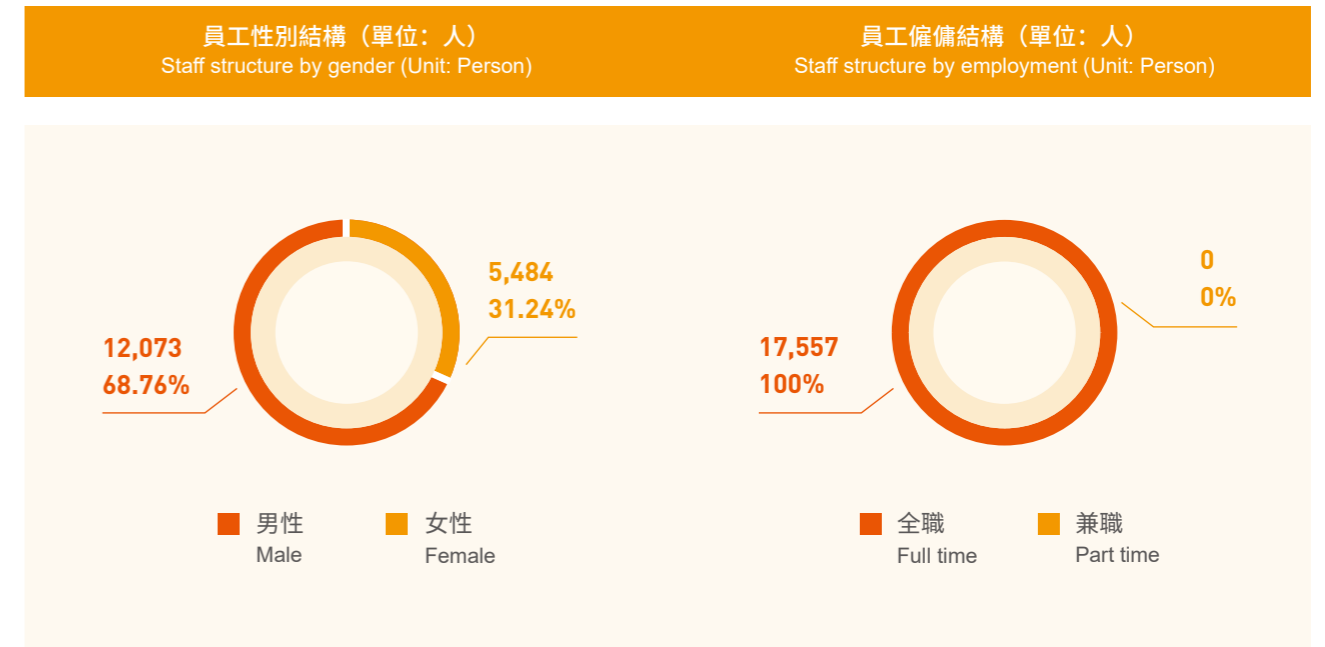 員工性別結構（單位：人）
Staff structure by gender (Unit: Person)
員工僱傭結構（單位：人）
Staff structure by employment (Unit: Person)
5,484
31.24%
12,073
68.76%
男性
Male
女性
Female
0
0%
17,557
100%
全職
Full time
兼職
Part time